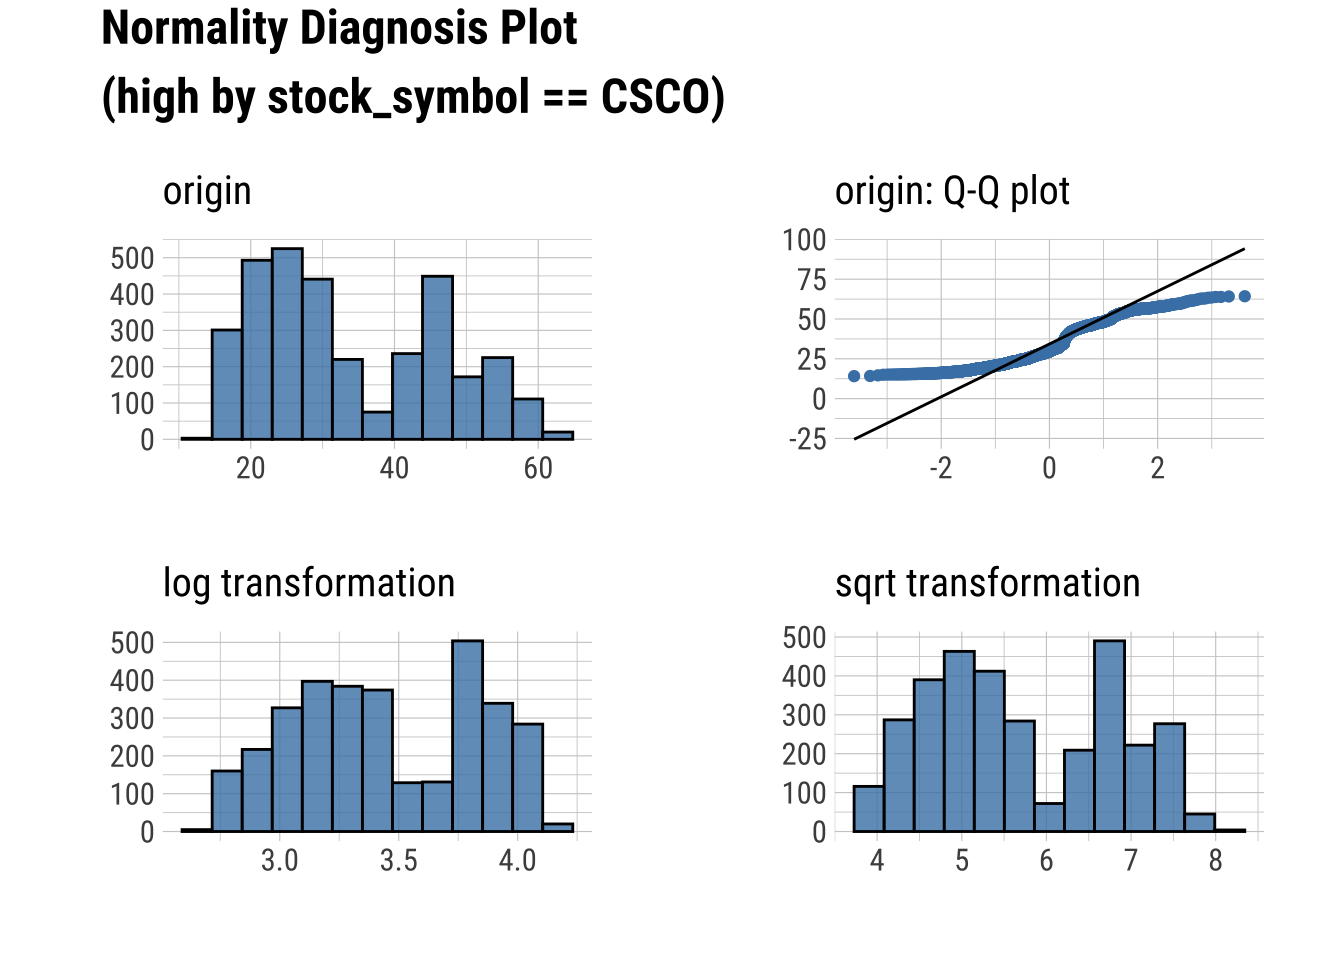 Normality Diagnosis Plot
(high by stock_symbol == CSCO)
origin
500
400
300
200
100
0
20 40 60
origin: Q-Q plot
100
75
50
25
0
-25
-2 0 2
log transformation
500
400
300
200
100
0
3.0 3.5 4.0
sqrt transformation
500
400
300
200
100
0
4 5 6 7 8